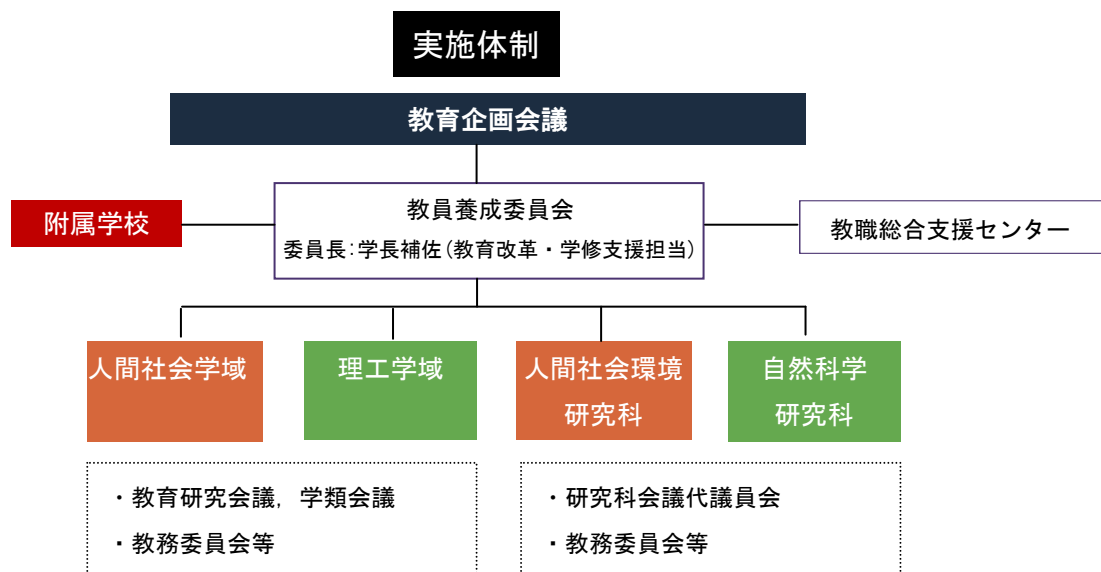 実施体制
教育企画会議
附属学校
教員養成委員会
委員長:学長補佐(教育改革・学修支援担当)
教職総合支援センター
人間社会学域
理工学域
人間社会環境
研究科
自然科学
研究科
・教育研究会議，学類会議
・教務委員会等
・研究科会議代議員会
・教務委員会等